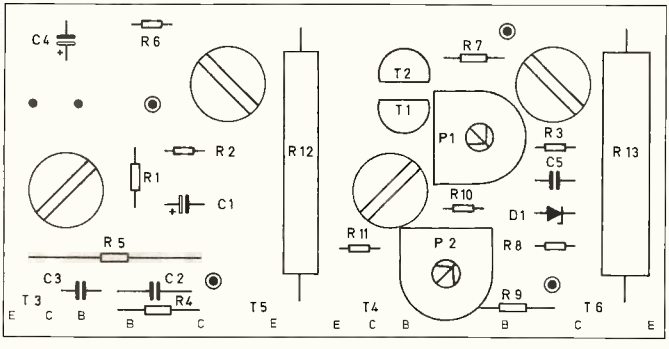 C4
+
R6
R7
T2
T1
P1
R3
C5
R2
R12
R13
R1
+
C1
R10
D1
R11
P2
R8
R5
C3
C2
R4
R9
T3
T5
T4
T6
E C B B C E E C B B C E